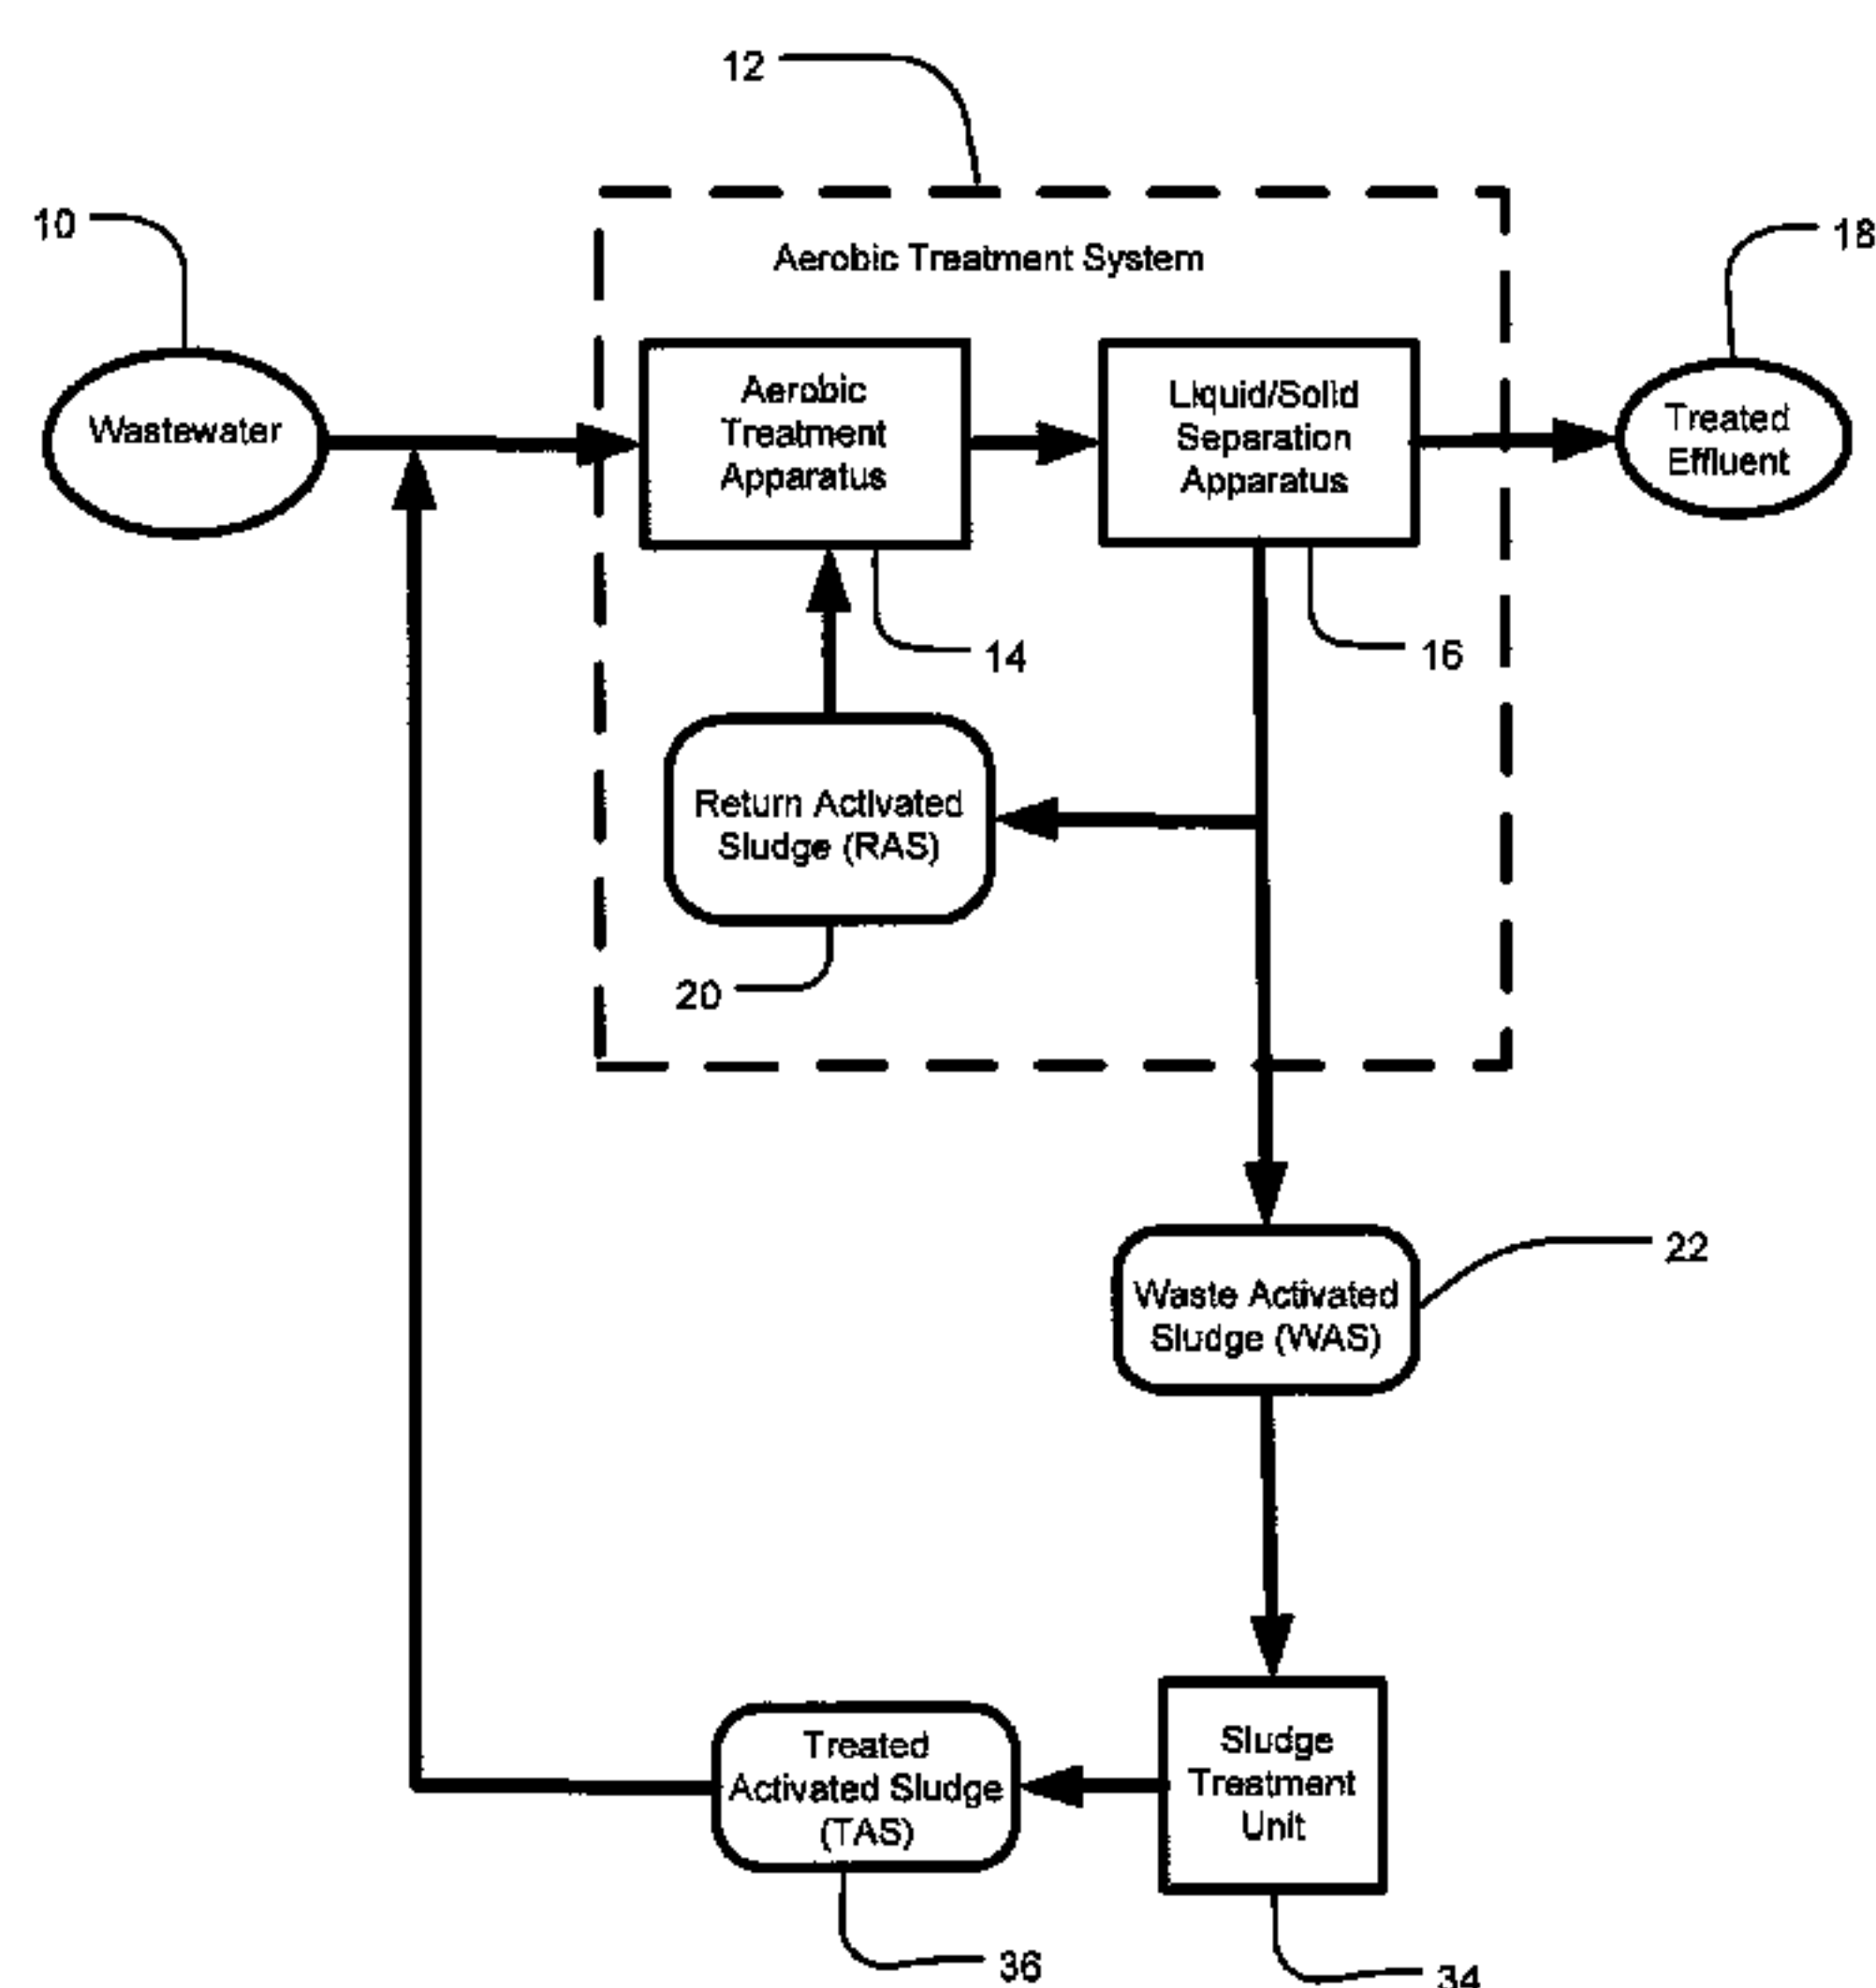 12
10
18
Aerobic Treatment System
Wastewater
Aerobic
Treatment
Apparatus
Liquid/Solid
Separation
Apparatus
Treated
Effluent
14
16
Return Activated
Sludge (RAS)
20
Waste Activated
Sludge (WAS)
22
Treated
Activated Sludge
(TAS)
Sludge
Treatment
Unit
36
34